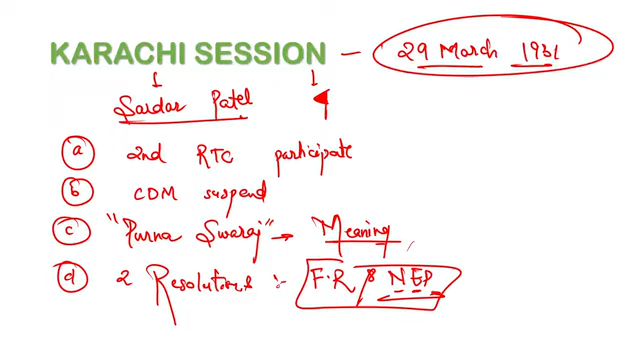 KARACHI SESSION - 29 March 1931
Sardar Patel
(a) 2nd RTC participate
(b) CDM suspend
(c) "Purna Swaraj" → Meaning
(d) 2 Resolutions :- F.R & NEP